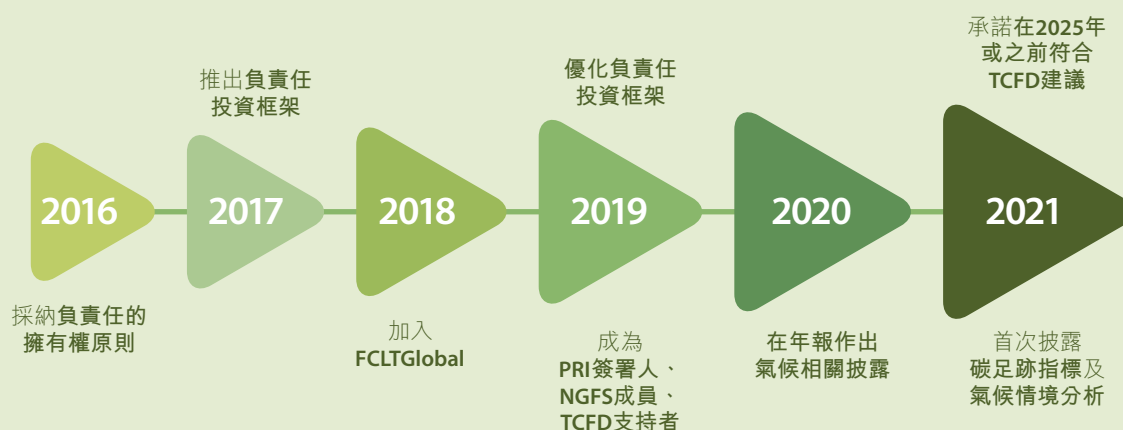 2016
採納負責任的
擁有權原則
推出負責任
投資框架
2017
2018
加入
FCLTGlobal
優化負責任
投資框架
2019
成為
PRI簽署人、
NGFS成員、
TCFD支持者
2020
在年報作出
氣候相關披露
承諾在2025年
或之前符合
TCFD建議
2021
首次披露
碳足跡指標及
氣候情境分析